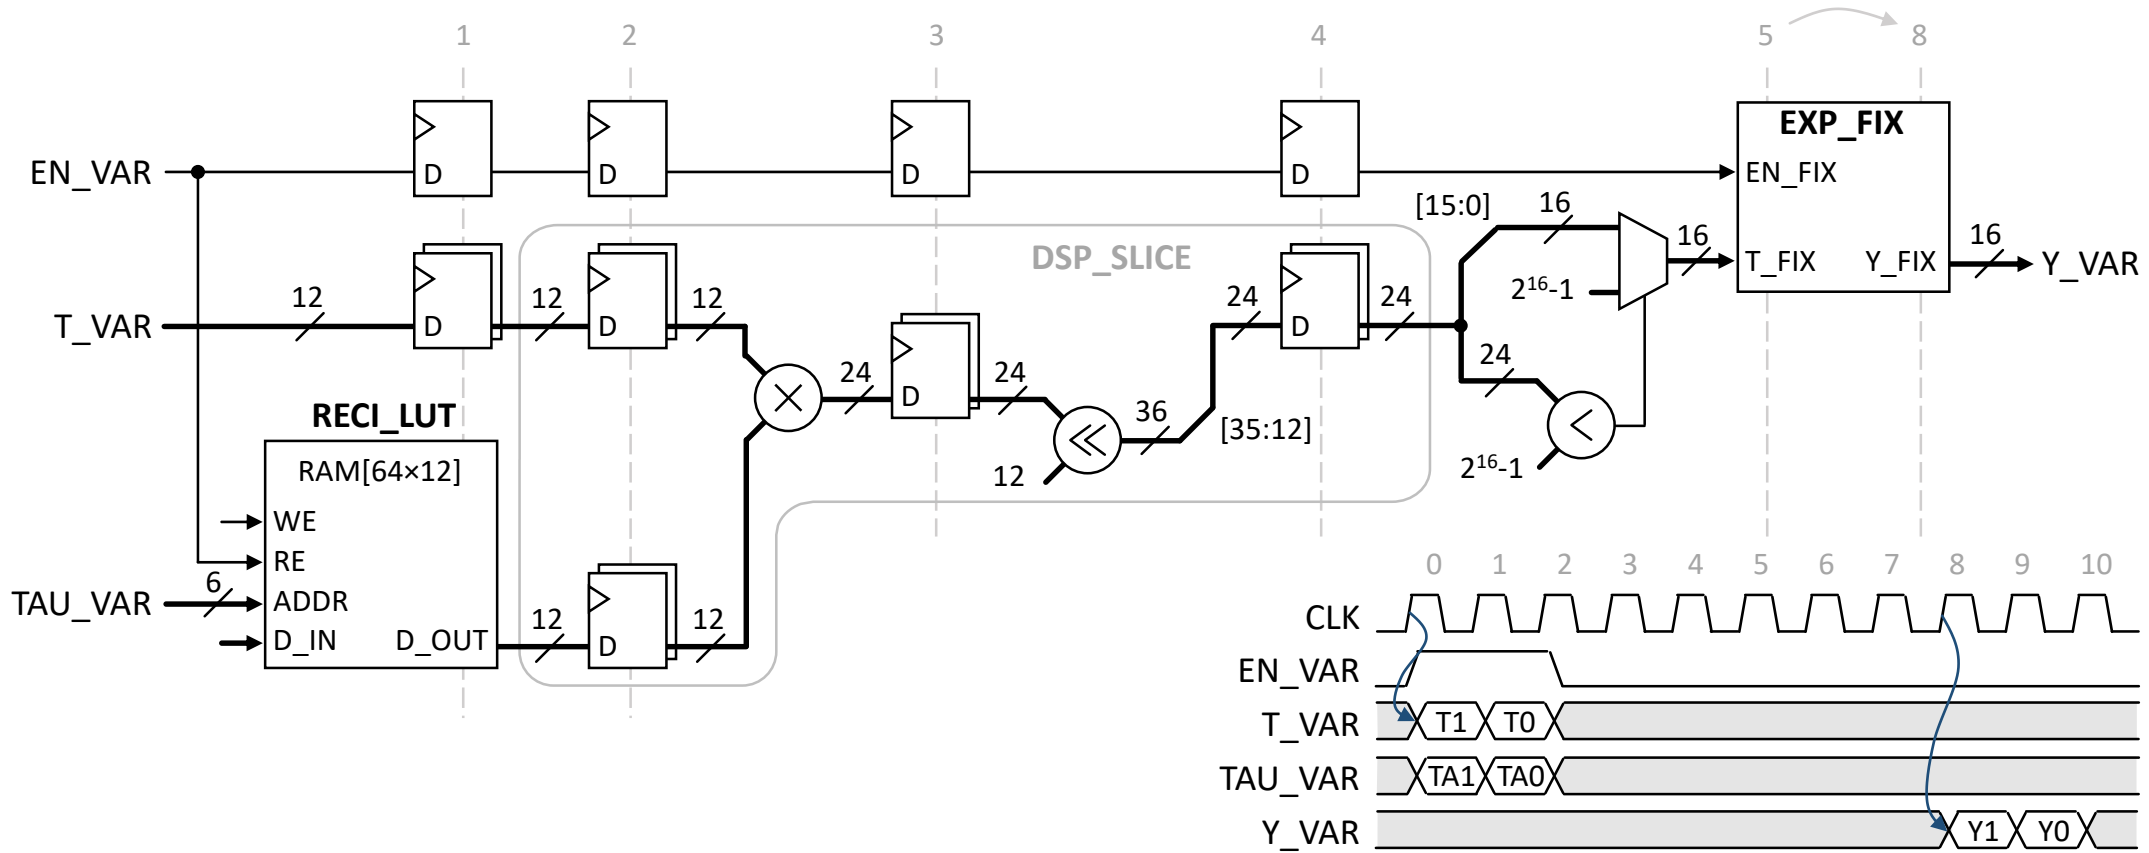 1 2 3 4 5 8
EXP_FIX
D D D D
EN_VAR
EN_FIX
[15:0] 16
16
DSP_SLICE
T_FIX Y_FIX
16
Y_VAR
2¹⁶-1
12 12 12 24 24
T_VAR
D D D
24
24 24
D
RECI_LUT
36
[35:12]
<
RAM[64×12]
12
2¹⁶-1
WE
RE
6
TAU_VAR
ADDR
D_IN D_OUT
12 12
D
0 1 2 3 4 5 6 7 8 9 10
CLK
EN_VAR
T_VAR T1 T0
TAU_VAR TA1 TA0
Y_VAR Y1 Y0